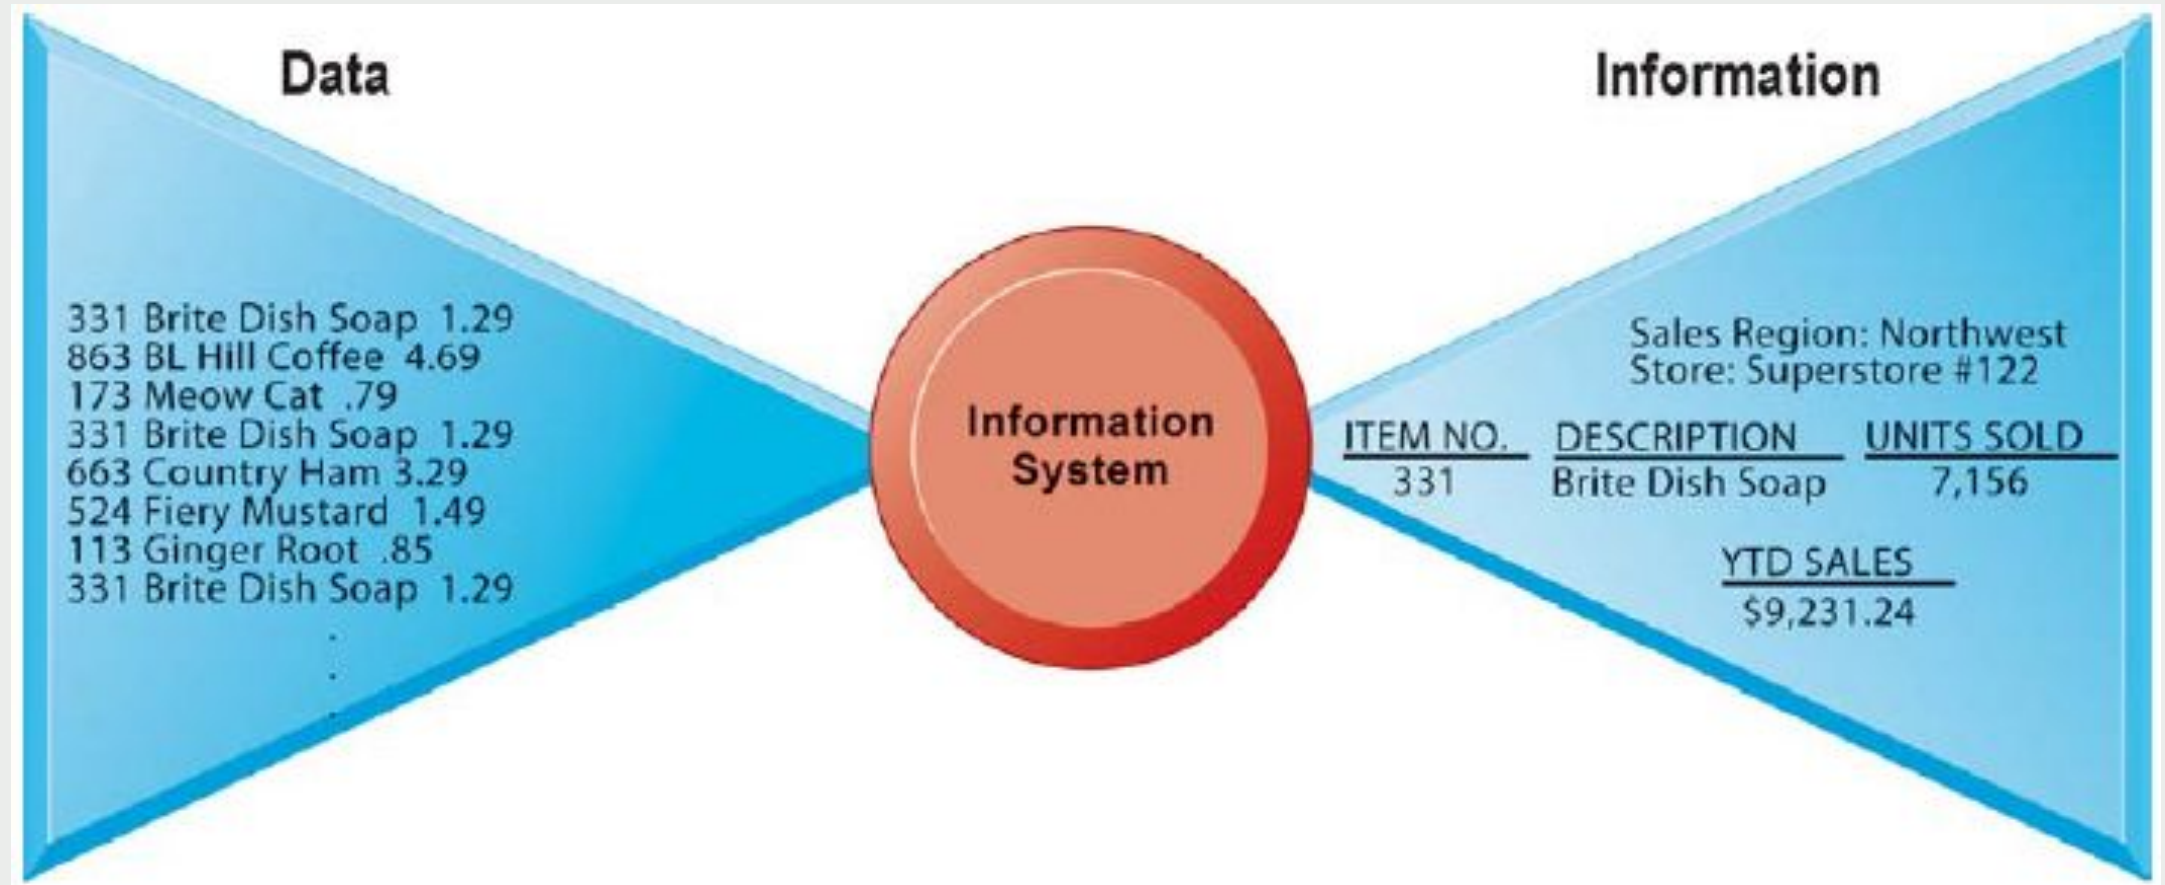 Data
331 Brite Dish Soap 1.29
863 BL Hill Coffee 4.69
173 Meow Cat .79
331 Brite Dish Soap 1.29
663 Country Ham 3.29
524 Fiery Mustard 1.49
113 Ginger Root .85
331 Brite Dish Soap 1.29
.
.
.
Information
System
Information
Sales Region: Northwest
Store: Superstore #122
ITEM NO. DESCRIPTION UNITS SOLD
331 Brite Dish Soap 7,156
YTD SALES
$9,231.24